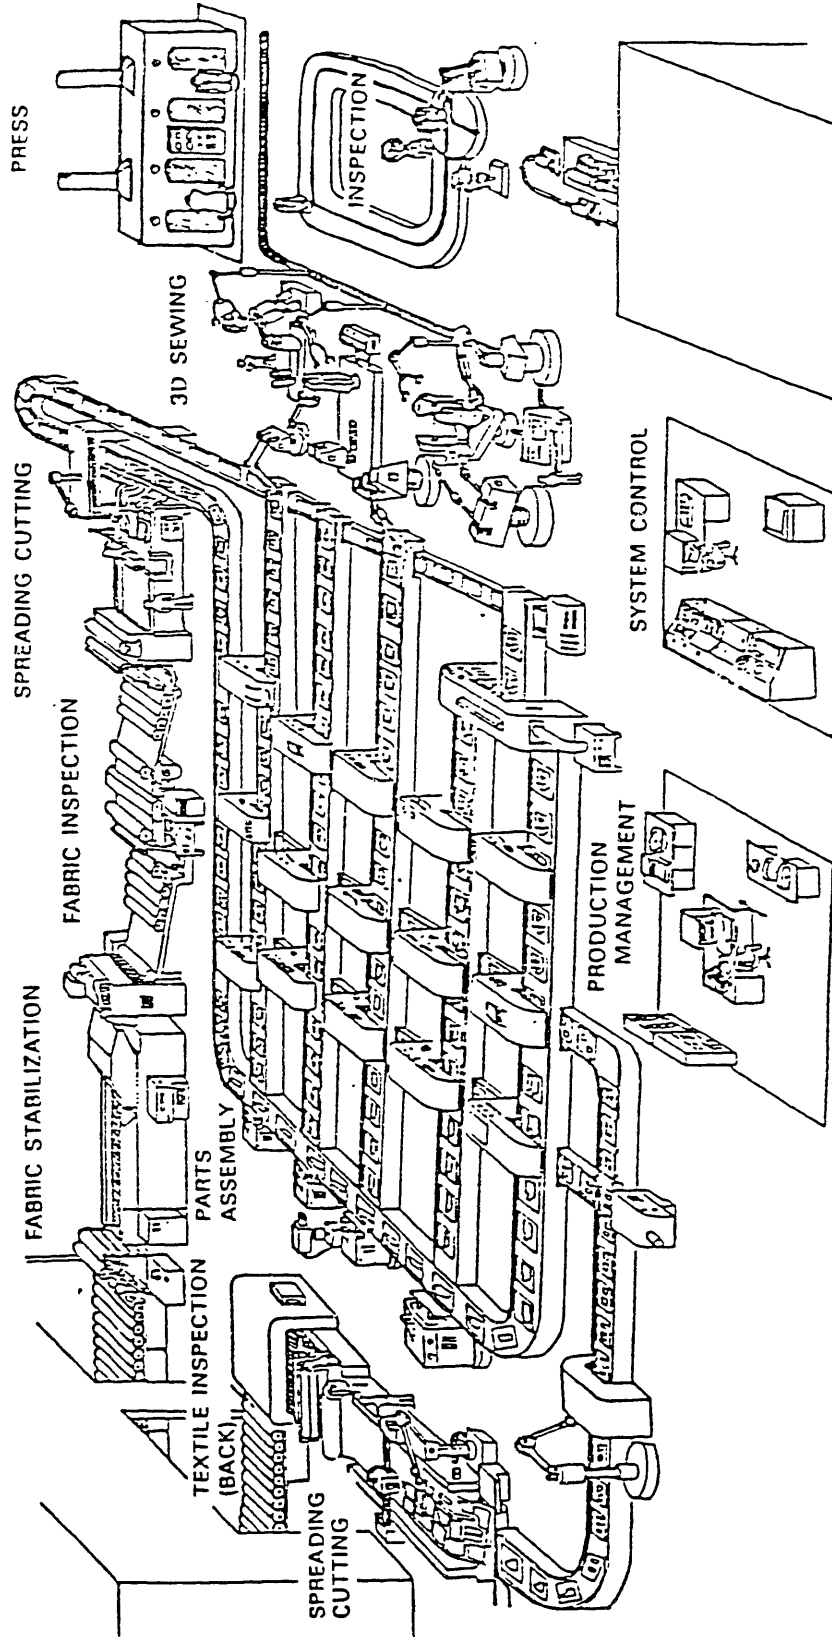 FABRIC STABILIZATION
FABRIC INSPECTION
SPREADING CUTTING
PRESS
TEXTILE INSPECTION
(BACK)
PARTS
ASSEMBLY
3D SEWING
SPREADING
CUTTING
INSPECTION
PRODUCTION
MANAGEMENT
SYSTEM CONTROL